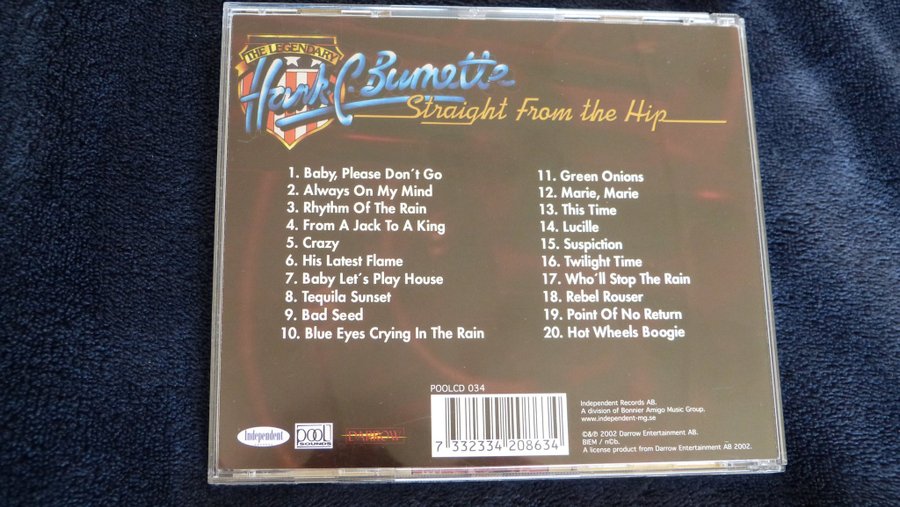 THE LEGENDARY
Hank C. Burnette
Straight From the Hip
1. Baby, Please Don´t Go
2. Always On My Mind
3. Rhythm Of The Rain
4. From A Jack To A King
5. Crazy
6. His Latest Flame
7. Baby Let´s Play House
8. Tequila Sunset
9. Bad Seed
10. Blue Eyes Crying In The Rain
11. Green Onions
12. Marie, Marie
13. This Time
14. Lucille
15. Suspiction
16. Twilight Time
17. Who´ll Stop The Rain
18. Rebel Rouser
19. Point Of No Return
20. Hot Wheels Boogie
POOLCD 034
7 332334 208634
Independent
pool
SOUNDS
DARROW
Independent Records AB.
A division of Bonnier Amigo Music Group.
www.independent-mg.se
©&℗ 2002 Darrow Entertainment AB.
BIEM / nCb.
A license product from Darrow Entertainment AB 2002.